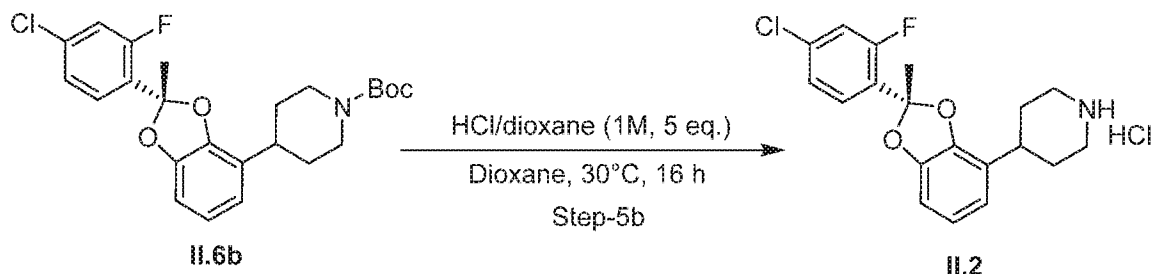 Cl
F
O
O
N
Boc
II.6b
HCl/dioxane (1M, 5 eq.)
Dioxane, 30°C, 16 h
Step-5b
Cl
F
O
O
NH
HCl
II.2